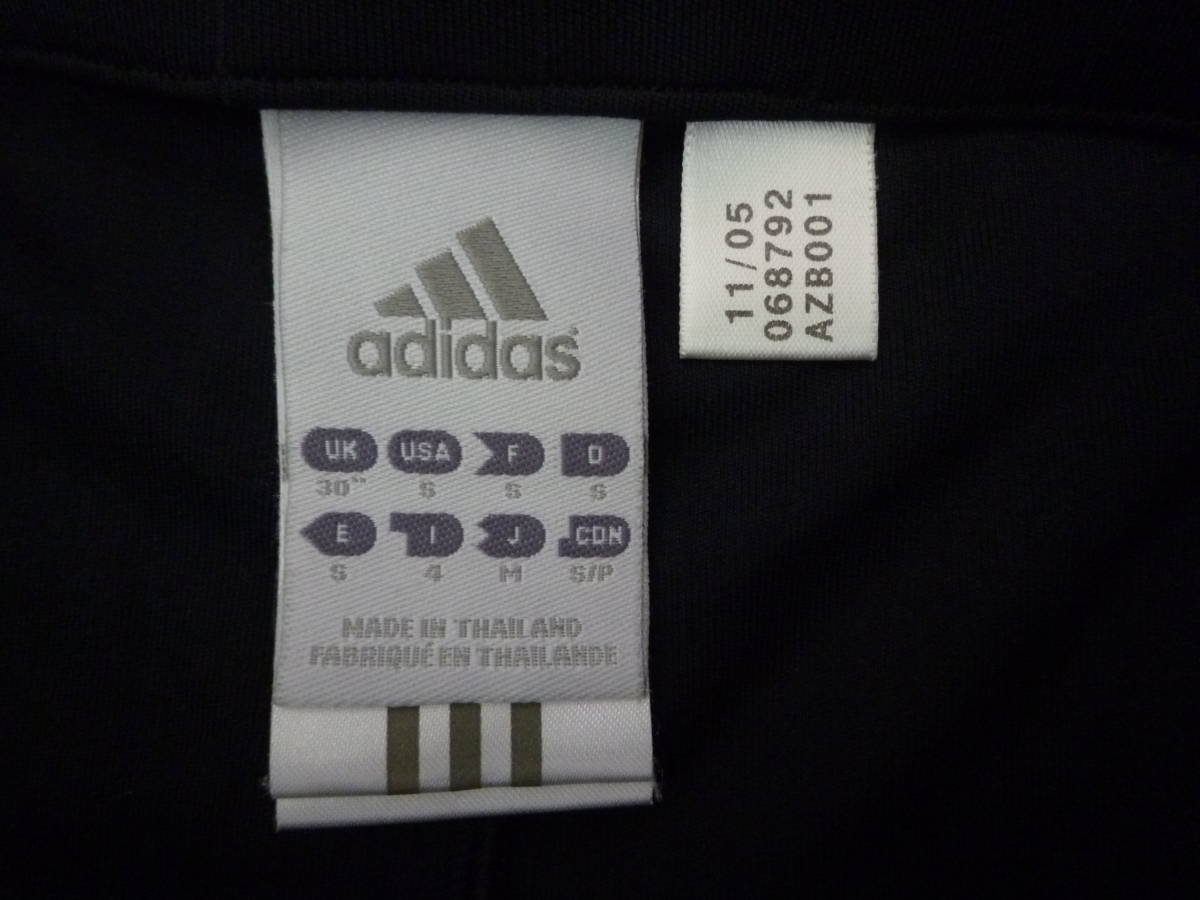 adidas
UK USA F D
30" S S S
E I J CDN
S 4 M S/P
MADE IN THAILAND
FABRIQUÉ EN THAILANDE
11/05
068792
AZB001